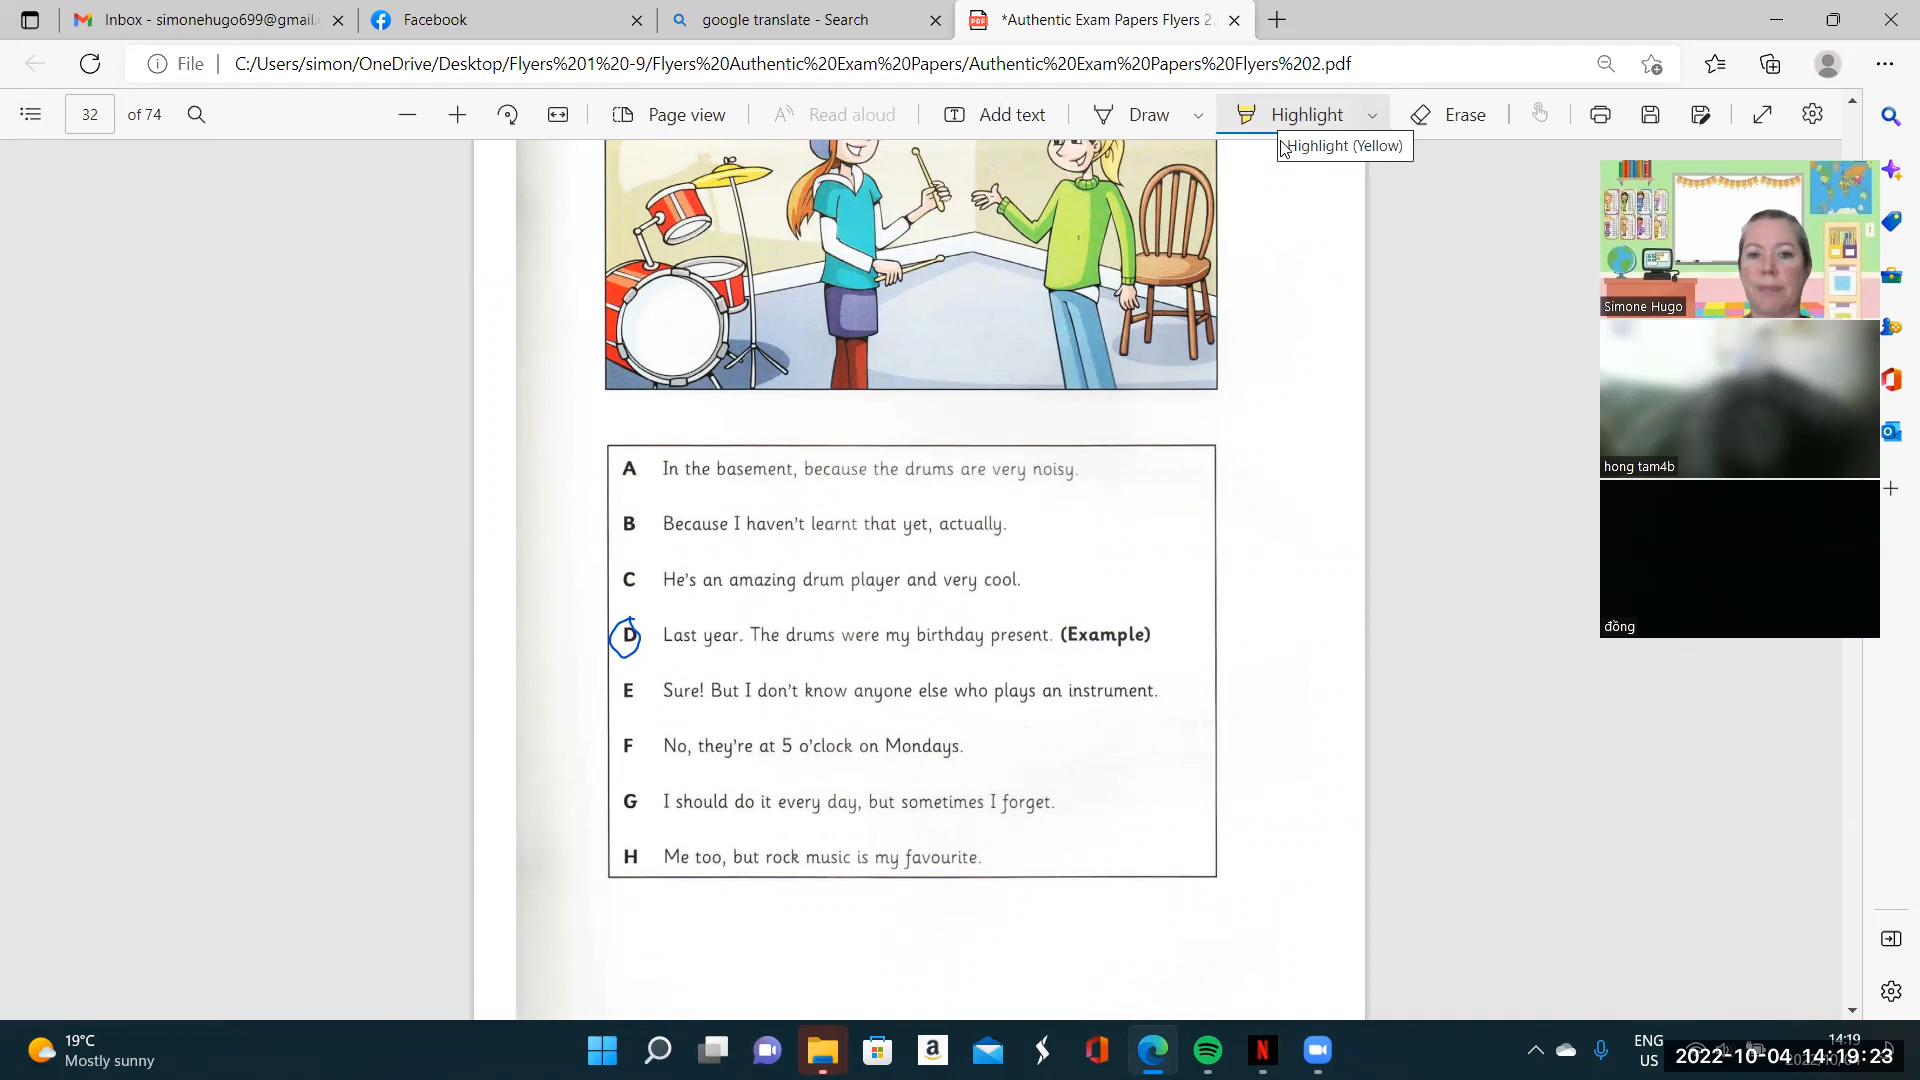 Inbox - simonehugo699@gmail.
Facebook
google translate - Search
*Authentic Exam Papers Flyers 2.
File
C:/Users/simon/OneDrive/Desktop/Flyers%201%20-9/Flyers%20Authentic%20Exam%20Papers/Authentic%20Exam%20Papers%20Flyers%202.pdf
32 of 74
Page view
Read aloud
Add text
Draw
Highlight
Erase
Highlight (Yellow)
Simone Hugo
hong tam4b
đồng
A In the basement, because the drums are very noisy.
B Because I haven't learnt that yet, actually.
C He's an amazing drum player and very cool.
D Last year. The drums were my birthday present. (Example)
E Sure! But I don't know anyone else who plays an instrument.
F No, they're at 5 o'clock on Mondays.
G I should do it every day, but sometimes I forget.
H Me too, but rock music is my favourite.
19°C
Mostly sunny
ENG
US
14:19
2022-10-04 14:19:23